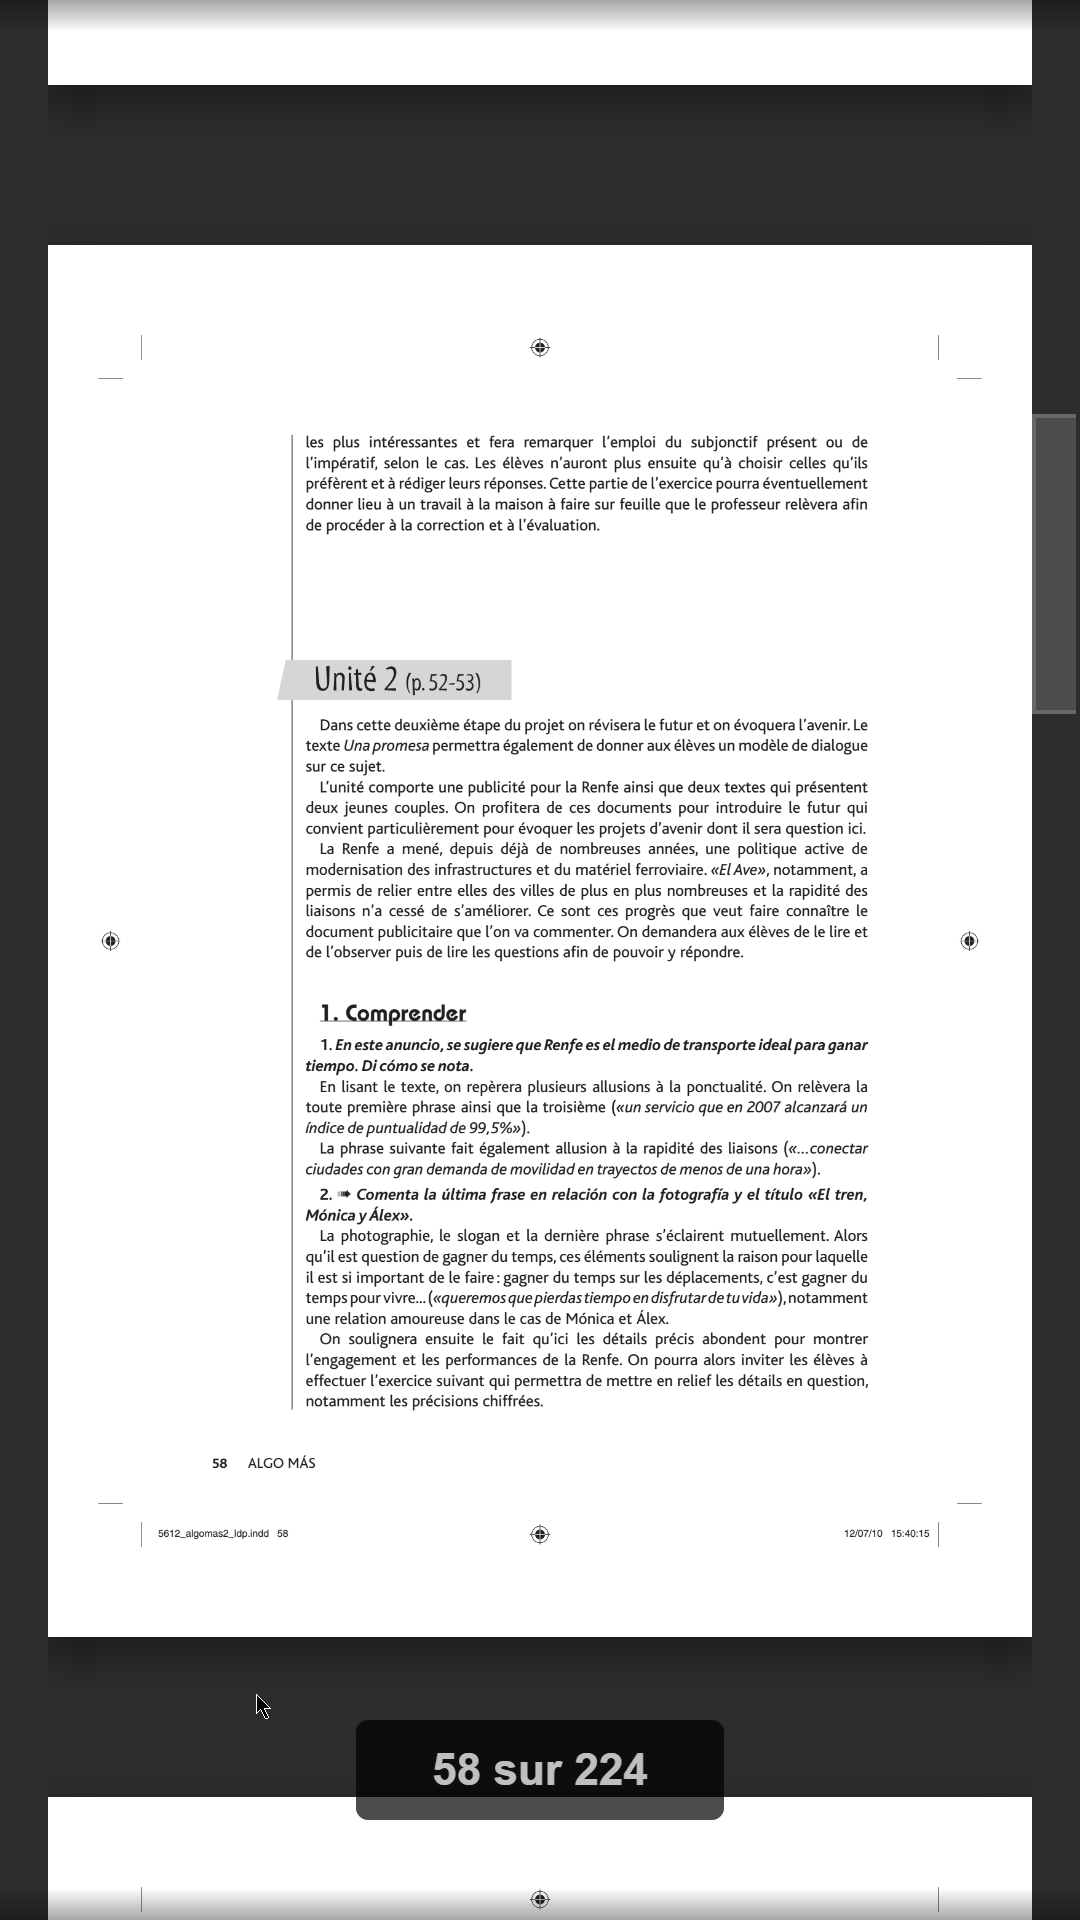 les plus intéressantes et fera remarquer l'emploi du subjonctif présent ou de
l'impératif, selon le cas. Les élèves n'auront plus ensuite qu'à choisir celles qu'ils
préfèrent et à rédiger leurs réponses. Cette partie de l'exercice pourra éventuellement
donner lieu à un travail à la maison à faire sur feuille que le professeur relèvera afin
de procéder à la correction et à l'évaluation.
Unité 2 (p. 52-53)
Dans cette deuxième étape du projet on révisera le futur et on évoquera l'avenir. Le
texte Una promesa permettra également de donner aux élèves un modèle de dialogue
sur ce sujet.
L'unité comporte une publicité pour la Renfe ainsi que deux textes qui présentent
deux jeunes couples. On profitera de ces documents pour introduire le futur qui
convient particulièrement pour évoquer les projets d'avenir dont il sera question ici.
La Renfe a mené, depuis déjà de nombreuses années, une politique active de
modernisation des infrastructures et du matériel ferroviaire. «El Ave», notamment, a
permis de relier entre elles des villes de plus en plus nombreuses et la rapidité des
liaisons n'a cessé de s'améliorer. Ce sont ces progrès que veut faire connaître le
document publicitaire que l'on va commenter. On demandera aux élèves de le lire et
de l'observer puis de lire les questions afin de pouvoir y répondre.
1. Comprender
1. En este anuncio, se sugiere que Renfe es el medio de transporte ideal para ganar
tiempo. Di cómo se nota.
En lisant le texte, on repèrera plusieurs allusions à la ponctualité. On relèvera la
toute première phrase ainsi que la troisième («un servicio que en 2007 alcanzará un
índice de puntualidad de 99,5%»).
La phrase suivante fait également allusion à la rapidité des liaisons («...conectar
ciudades con gran demanda de movilidad en trayectos de menos de una hora»).
2. ➠ Comenta la última frase en relación con la fotografía y el título «El tren,
Mónica y Álex».
La photographie, le slogan et la dernière phrase s'éclairent mutuellement. Alors
qu'il est question de gagner du temps, ces éléments soulignent la raison pour laquelle
il est si important de le faire : gagner du temps sur les déplacements, c'est gagner du
temps pour vivre... («queremos que pierdas tiempo en disfrutar de tu vida»), notamment
une relation amoureuse dans le cas de Mónica et Álex.
On soulignera ensuite le fait qu'ici les détails précis abondent pour montrer
l'engagement et les performances de la Renfe. On pourra alors inviter les élèves à
effectuer l'exercice suivant qui permettra de mettre en relief les détails en question,
notamment les précisions chiffrées.
58 ALGO MÁS
5612_algomas2_ldp.indd 58 12/07/10 15:40:15
58 sur 224